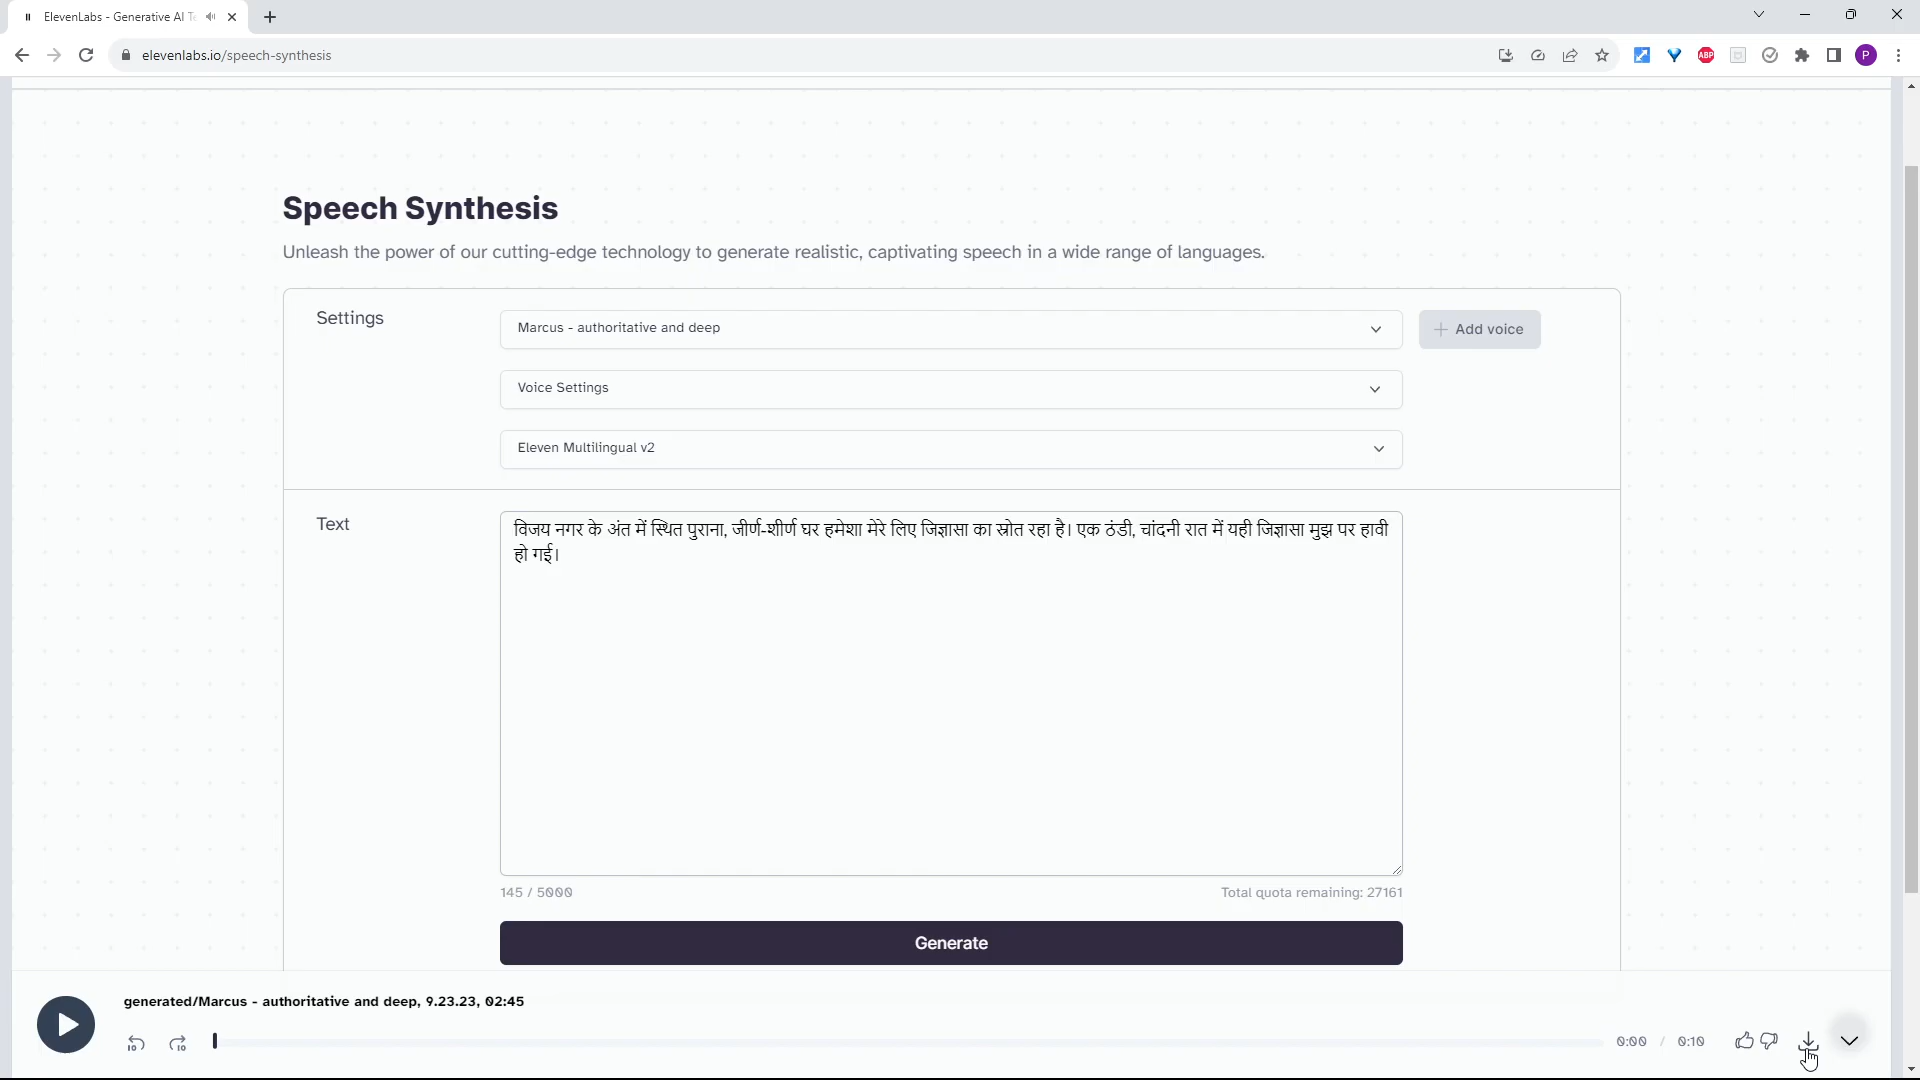 ElevenLabs - Generative AI Te
elevenlabs.io/speech-synthesis
ABP
P
Speech Synthesis
Unleash the power of our cutting-edge technology to generate realistic, captivating speech in a wide range of languages.
Settings
Marcus - authoritative and deep
Add voice
Voice Settings
Eleven Multilingual v2
Text
विजय नगर के अंत में स्थित पुराना, जीर्ण-शीर्ण घर हमेशा मेरे लिए जिज्ञासा का स्रोत रहा है। एक ठंडी, चांदनी रात में यही जिज्ञासा मुझ पर हावी
हो गई।
145 / 5000
Total quota remaining: 27161
Generate
generated/Marcus - authoritative and deep, 9.23.23, 02:45
10
10
0:00 / 0:10